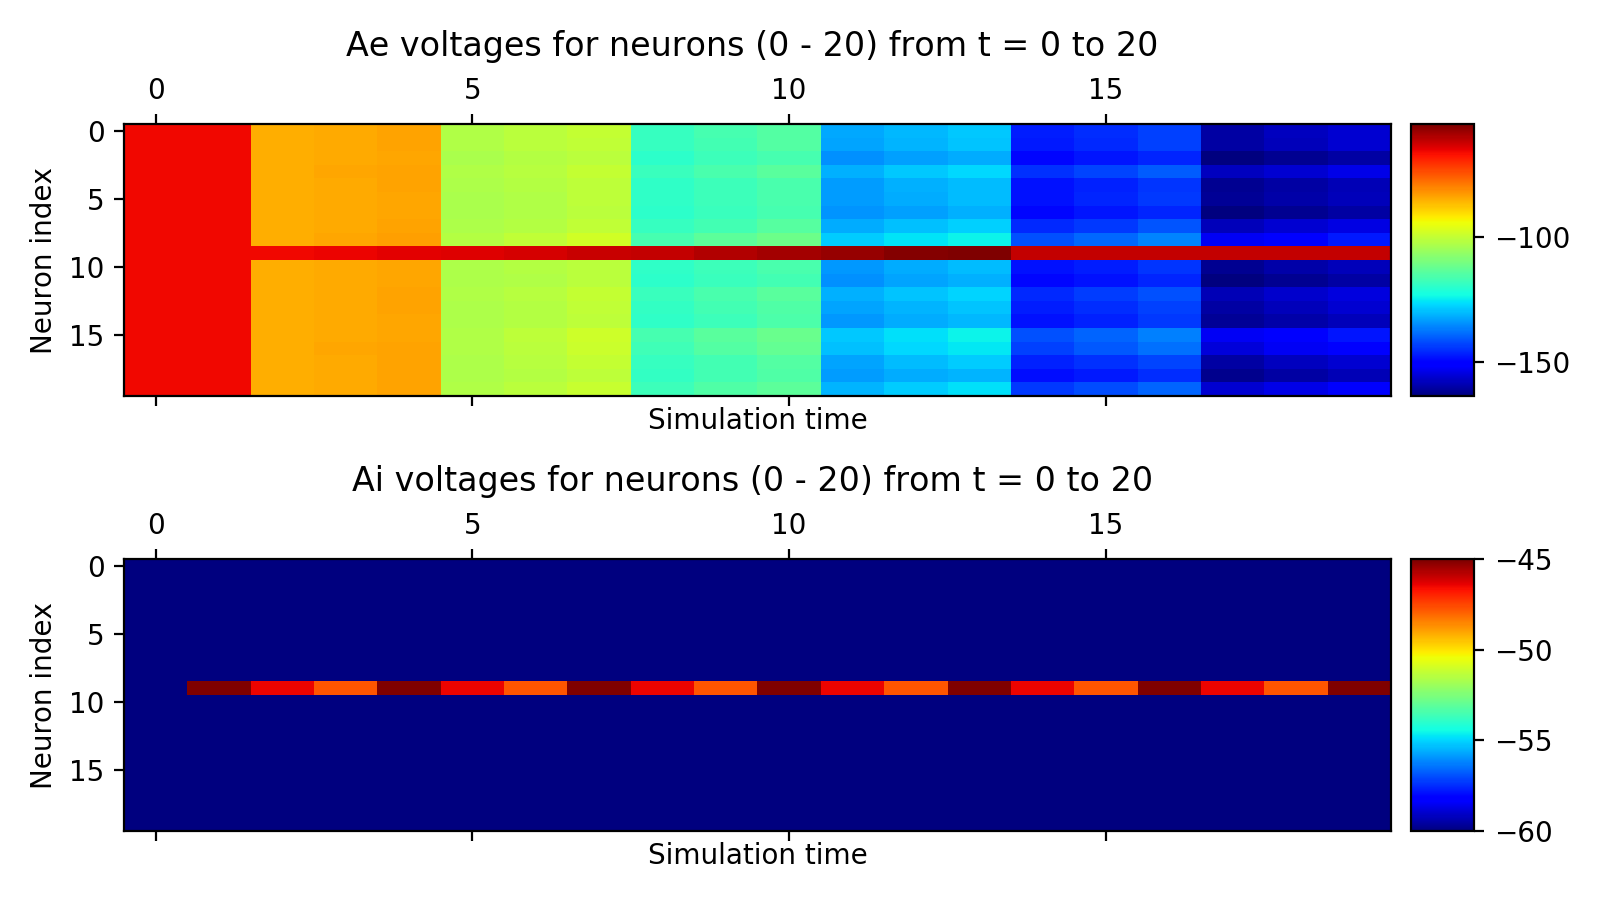 Ae voltages for neurons (0 - 20) from t = 0 to 20
0 5 10 15
0
5
10
15
Neuron index
Simulation time
−100
−150
Ai voltages for neurons (0 - 20) from t = 0 to 20
0 5 10 15
0
5
10
15
Neuron index
Simulation time
−45
−50
−55
−60